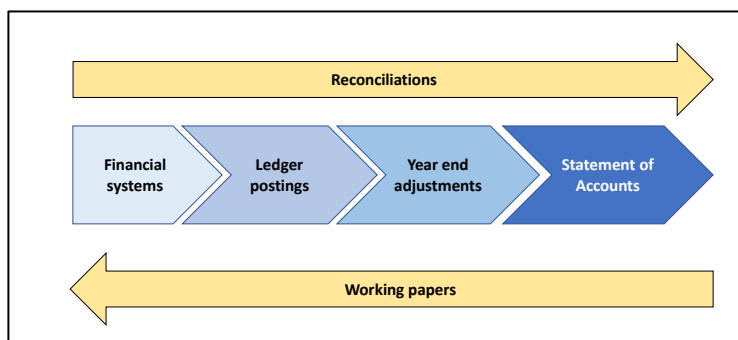 Reconciliations
Financial
systems
Ledger
postings
Year end
adjustments
Statement of
Accounts
Working papers